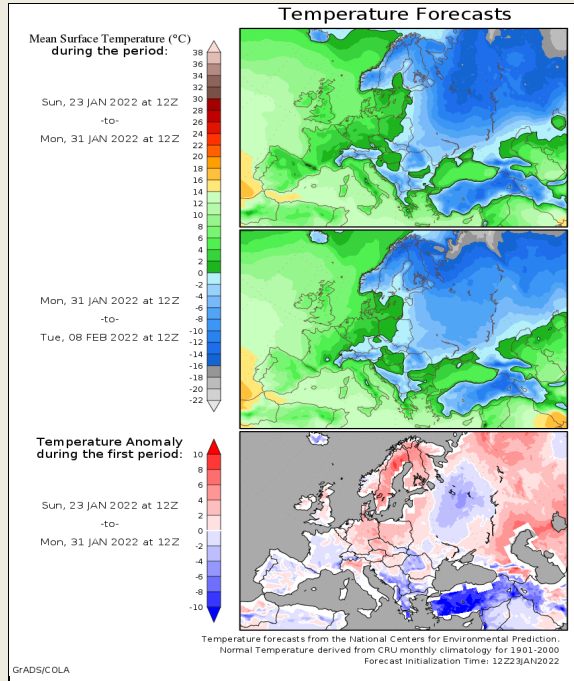 Temperature Forecasts
Mean Surface Temperature (°C)
during the period:
38
36
34
32
30
28
26
24
22
20
18
16
14
12
10
8
6
4
2
0
-2
-4
-6
-8
-10
-12
-14
-16
-18
-20
-22
Sun, 23 JAN 2022 at 12Z
-to-
Mon, 31 JAN 2022 at 12Z
Mon, 31 JAN 2022 at 12Z
-to-
Tue, 08 FEB 2022 at 12Z
Temperature Anomaly
during the first period:
10
8
6
4
2
0
-2
-4
-6
-8
-10
Sun, 23 JAN 2022 at 12Z
-to-
Mon, 31 JAN 2022 at 12Z
Temperature forecasts from the National Centers for Environmental Prediction.
Normal Temperature derived from CRU monthly climatology for 1901-2000
Forecast Initialization Time: 12Z23JAN2022
GrADS/COLA